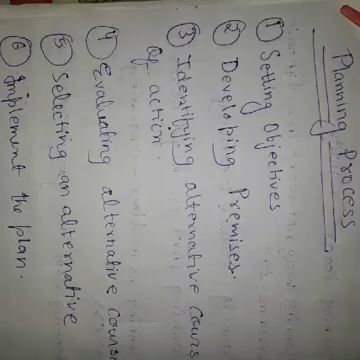 Planning Process
① Setting Objectives
② Developing Premises.
③ Identifying alternative Cours
of action.
④ Evaluating alternative Cours
⑤ Selecting an alternative
⑥ Implement the plan.